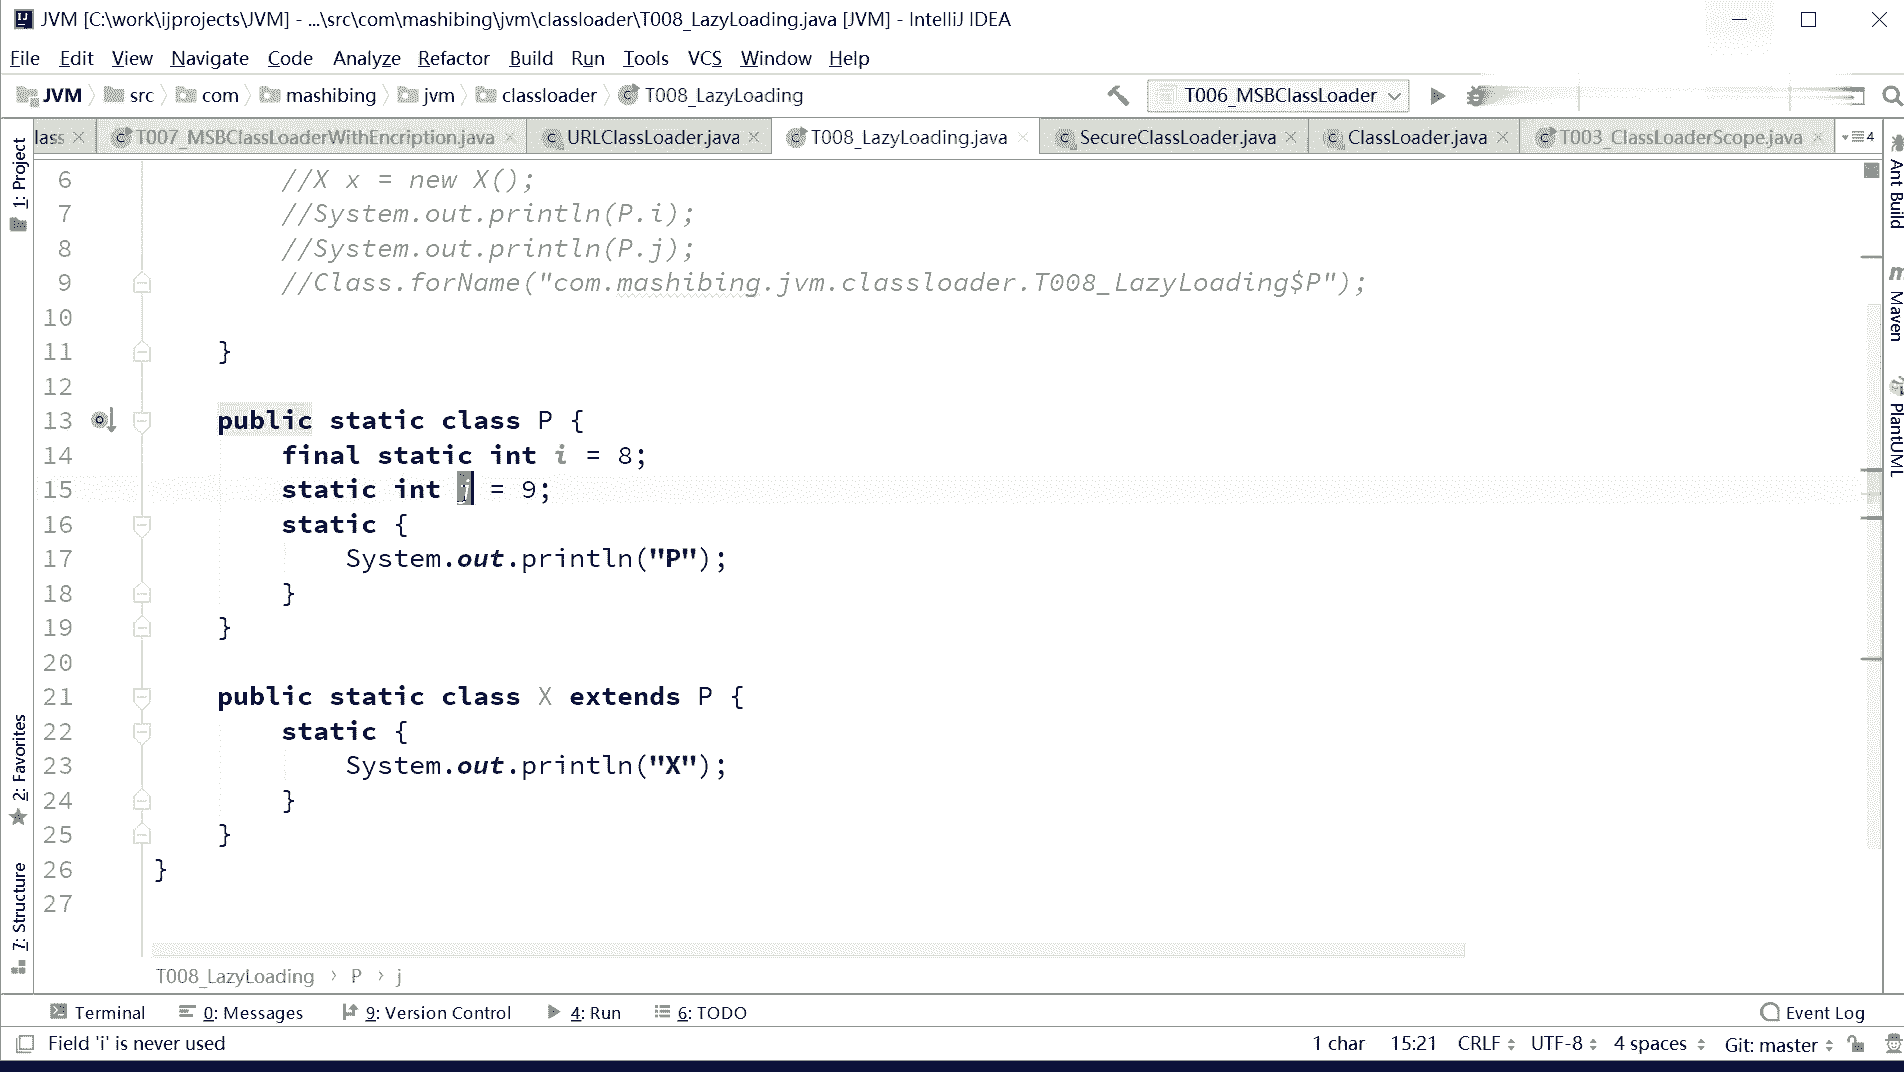 JVM [C:\work\ijprojects\JVM] - ...\src\com\mashibing\jvm\classloader\T008_LazyLoading.java [JVM] - IntelliJ IDEA
File Edit View Navigate Code Analyze Refactor Build Run Tools VCS Window Help
JVM src com mashibing jvm classloader T008_LazyLoading T006_MSBClassLoader
lass T007_MSBClassLoaderWithEncription.java URLClassLoader.java T008_LazyLoading.java SecureClassLoader.java ClassLoader.java T003_ClassLoaderScope.java 4
1: Project
2: Favorites
7: Structure
6 //X x = new X();
7 //System.out.println(P.i);
8 //System.out.println(P.j);
9 //Class.forName("com.mashibing.jvm.classloader.T008_LazyLoading$P");
10
11 }
12
13 public static class P {
14 final static int i = 8;
15 static int j = 9;
16 static {
17 System.out.println("P");
18 }
19 }
20
21 public static class X extends P {
22 static {
23 System.out.println("X");
24 }
25 }
26 }
27
Ant Build
Maven
PlantUML
T008_LazyLoading › P › j
Terminal 0: Messages 9: Version Control 4: Run 6: TODO Event Log
Field 'i' is never used 1 char 15:21 CRLF UTF-8 4 spaces Git: master